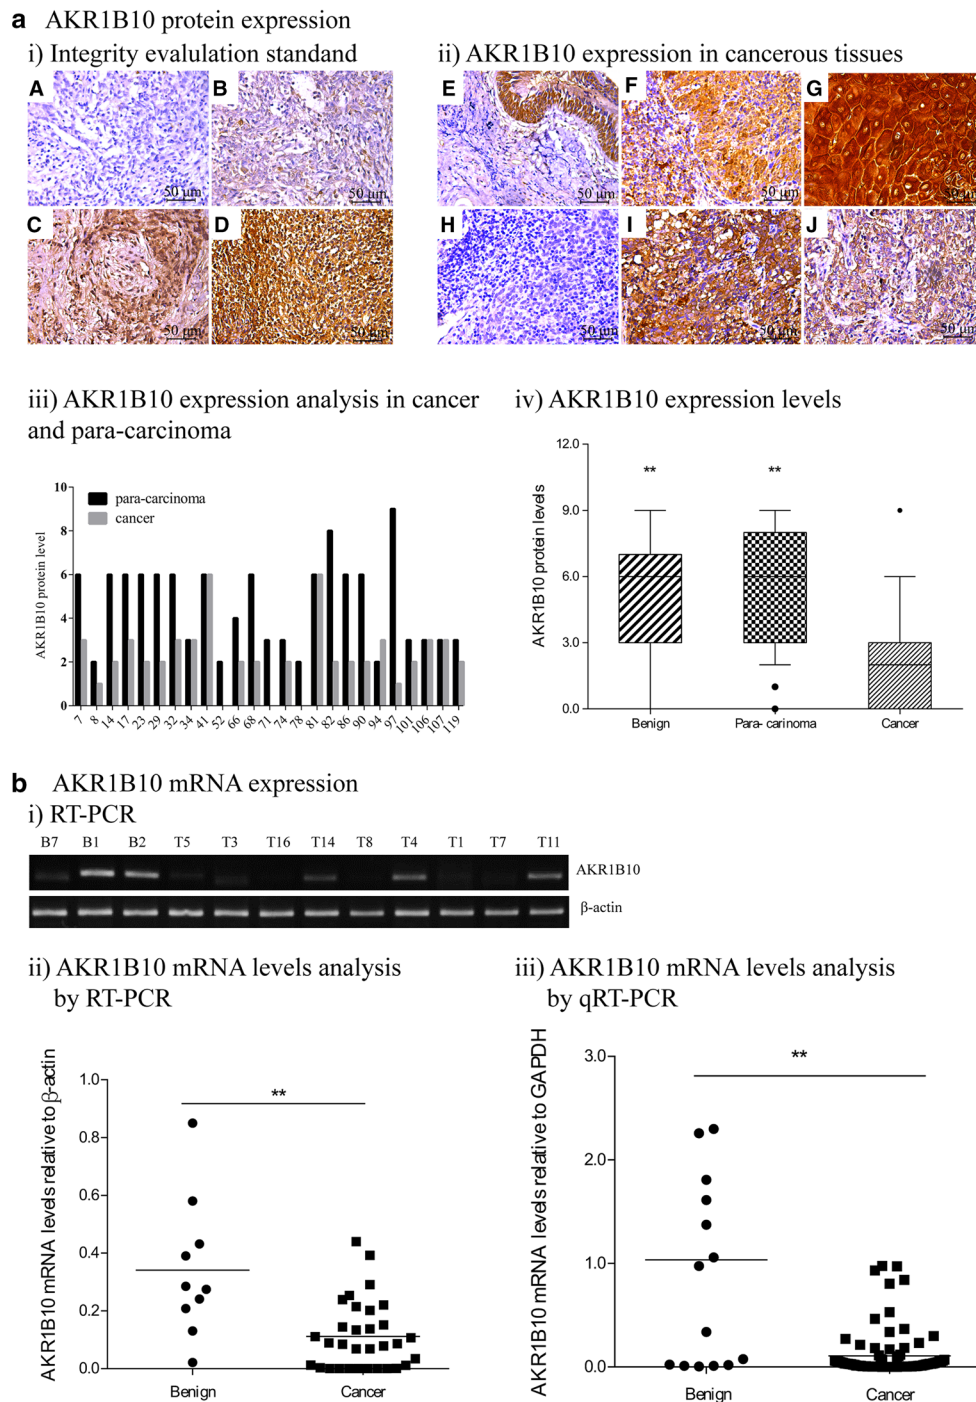 a AKR1B10 protein expression
i) Integrity evalulation standand
A
B
50 μm
50 μm
C
D
50 μm
50 μm
ii) AKR1B10 expression in cancerous tissues
E
F
G
50 μm
50 μm
50 μm
H
I
J
50 μm
50 μm
50 μm
iii) AKR1B10 expression analysis in cancer
and para-carcinoma
AKR1B10 protein level
10
8
6
4
2
0
para-carcinoma
cancer
7 8 14 17 23 29 32 34 41 52 66 68 71 74 78 81 82 86 90 94 97 101 106 107 119
iv) AKR1B10 expression levels
AKR1B10 protein levels
12.0
9.0
6.0
3.0
0.0
** **
Benign Para- carinoma Cancer
b AKR1B10 mRNA expression
i) RT-PCR
B7 B1 B2 T5 T3 T16 T14 T8 T4 T1 T7 T11
AKR1B10
β-actin
ii) AKR1B10 mRNA levels analysis
by RT-PCR
AKR1B10 mRNA levels relative to β-actin
1.0
0.8
0.6
0.4
0.2
0.0
**
Benign Cancer
iii) AKR1B10 mRNA levels analysis
by qRT-PCR
AKR1B10 mRNA levels relative to GAPDH
3.0
2.0
1.0
0.0
**
Benign Cancer